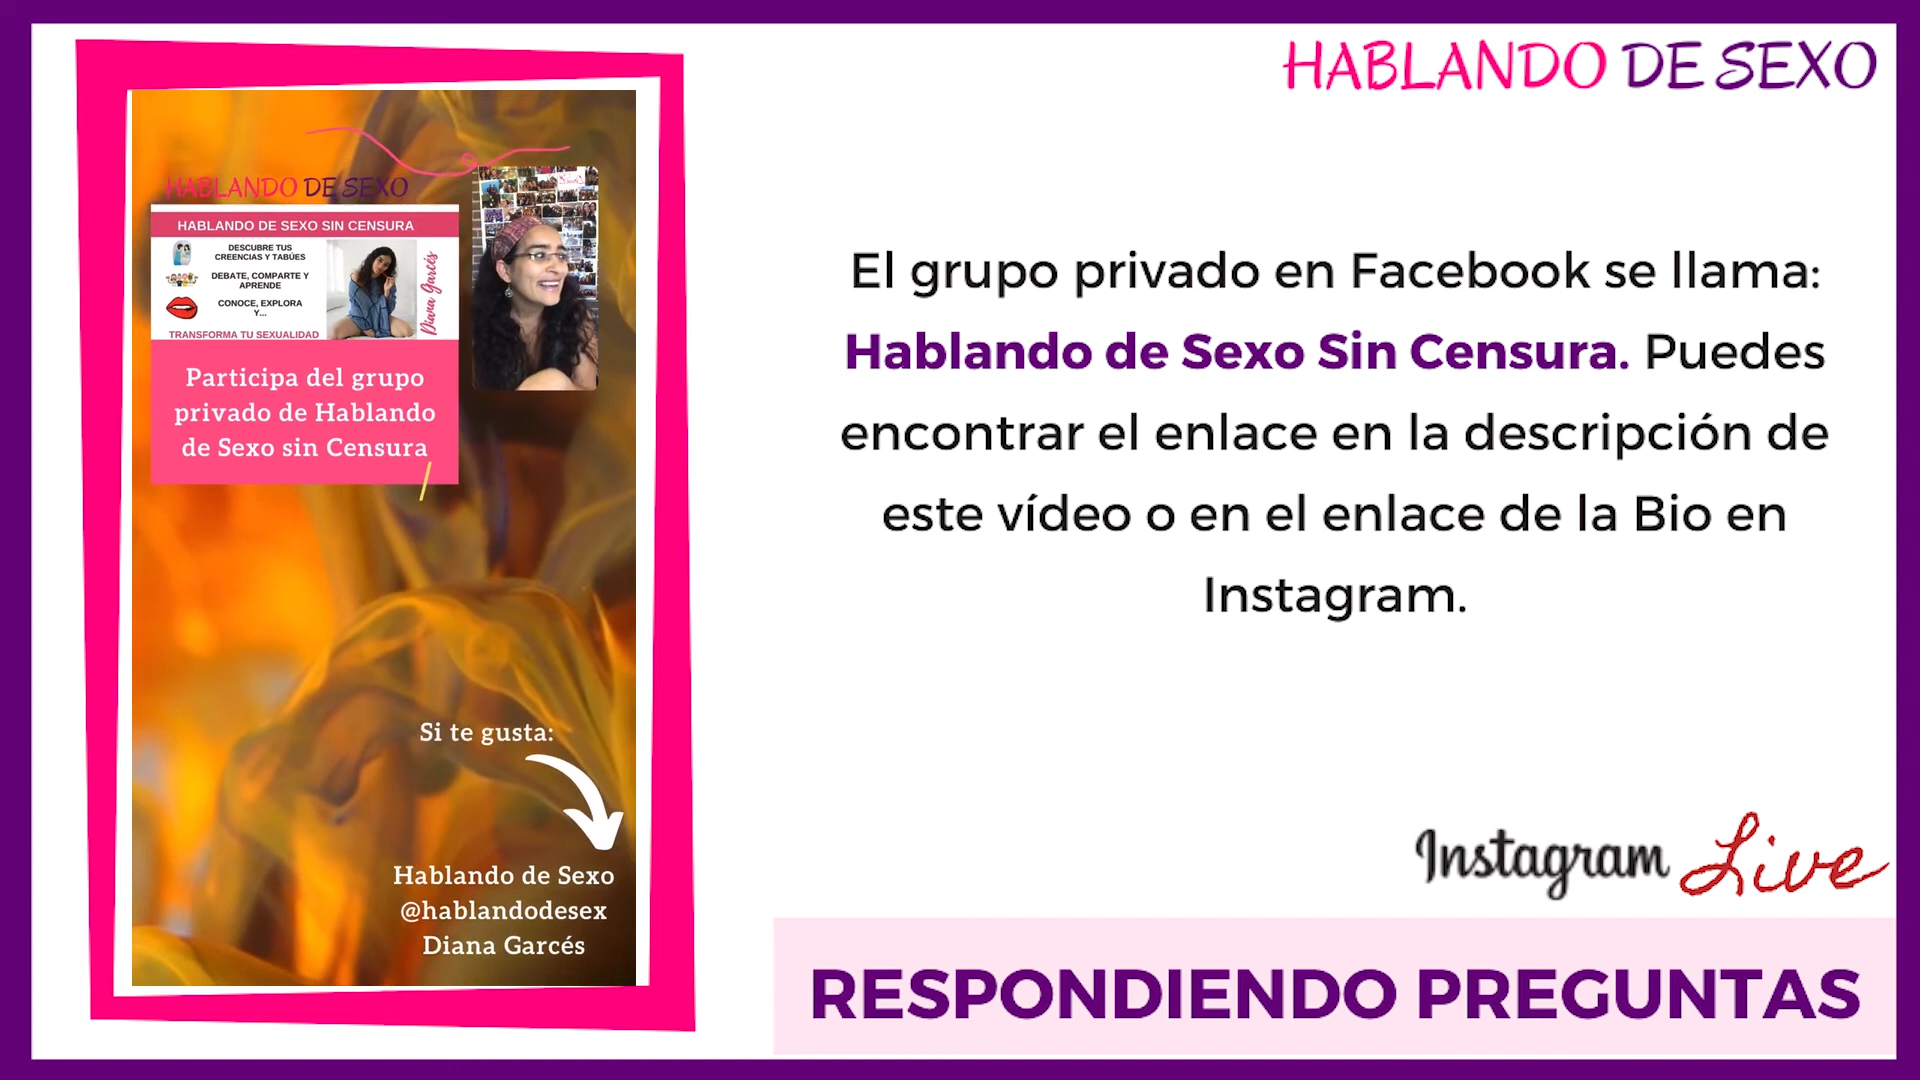 HABLANDO DE SEXO
HABLANDO DE SEXO
HABLANDO DE SEXO SIN CENSURA
DESCUBRE TUS
CREENCIAS Y TABÚES
DEBATE, COMPARTE Y
APRENDE
CONOCE, EXPLORA
Y...
TRANSFORMA TU SEXUALIDAD
Diana Garcés
Participa del grupo
privado de Hablando
de Sexo sin Censura
Si te gusta:
Hablando de Sexo
@hablandodesex
Diana Garcés
El grupo privado en Facebook se llama:
Hablando de Sexo Sin Censura. Puedes
encontrar el enlace en la descripción de
este vídeo o en el enlace de la Bio en
Instagram.
Instagram Live
RESPONDIENDO PREGUNTAS